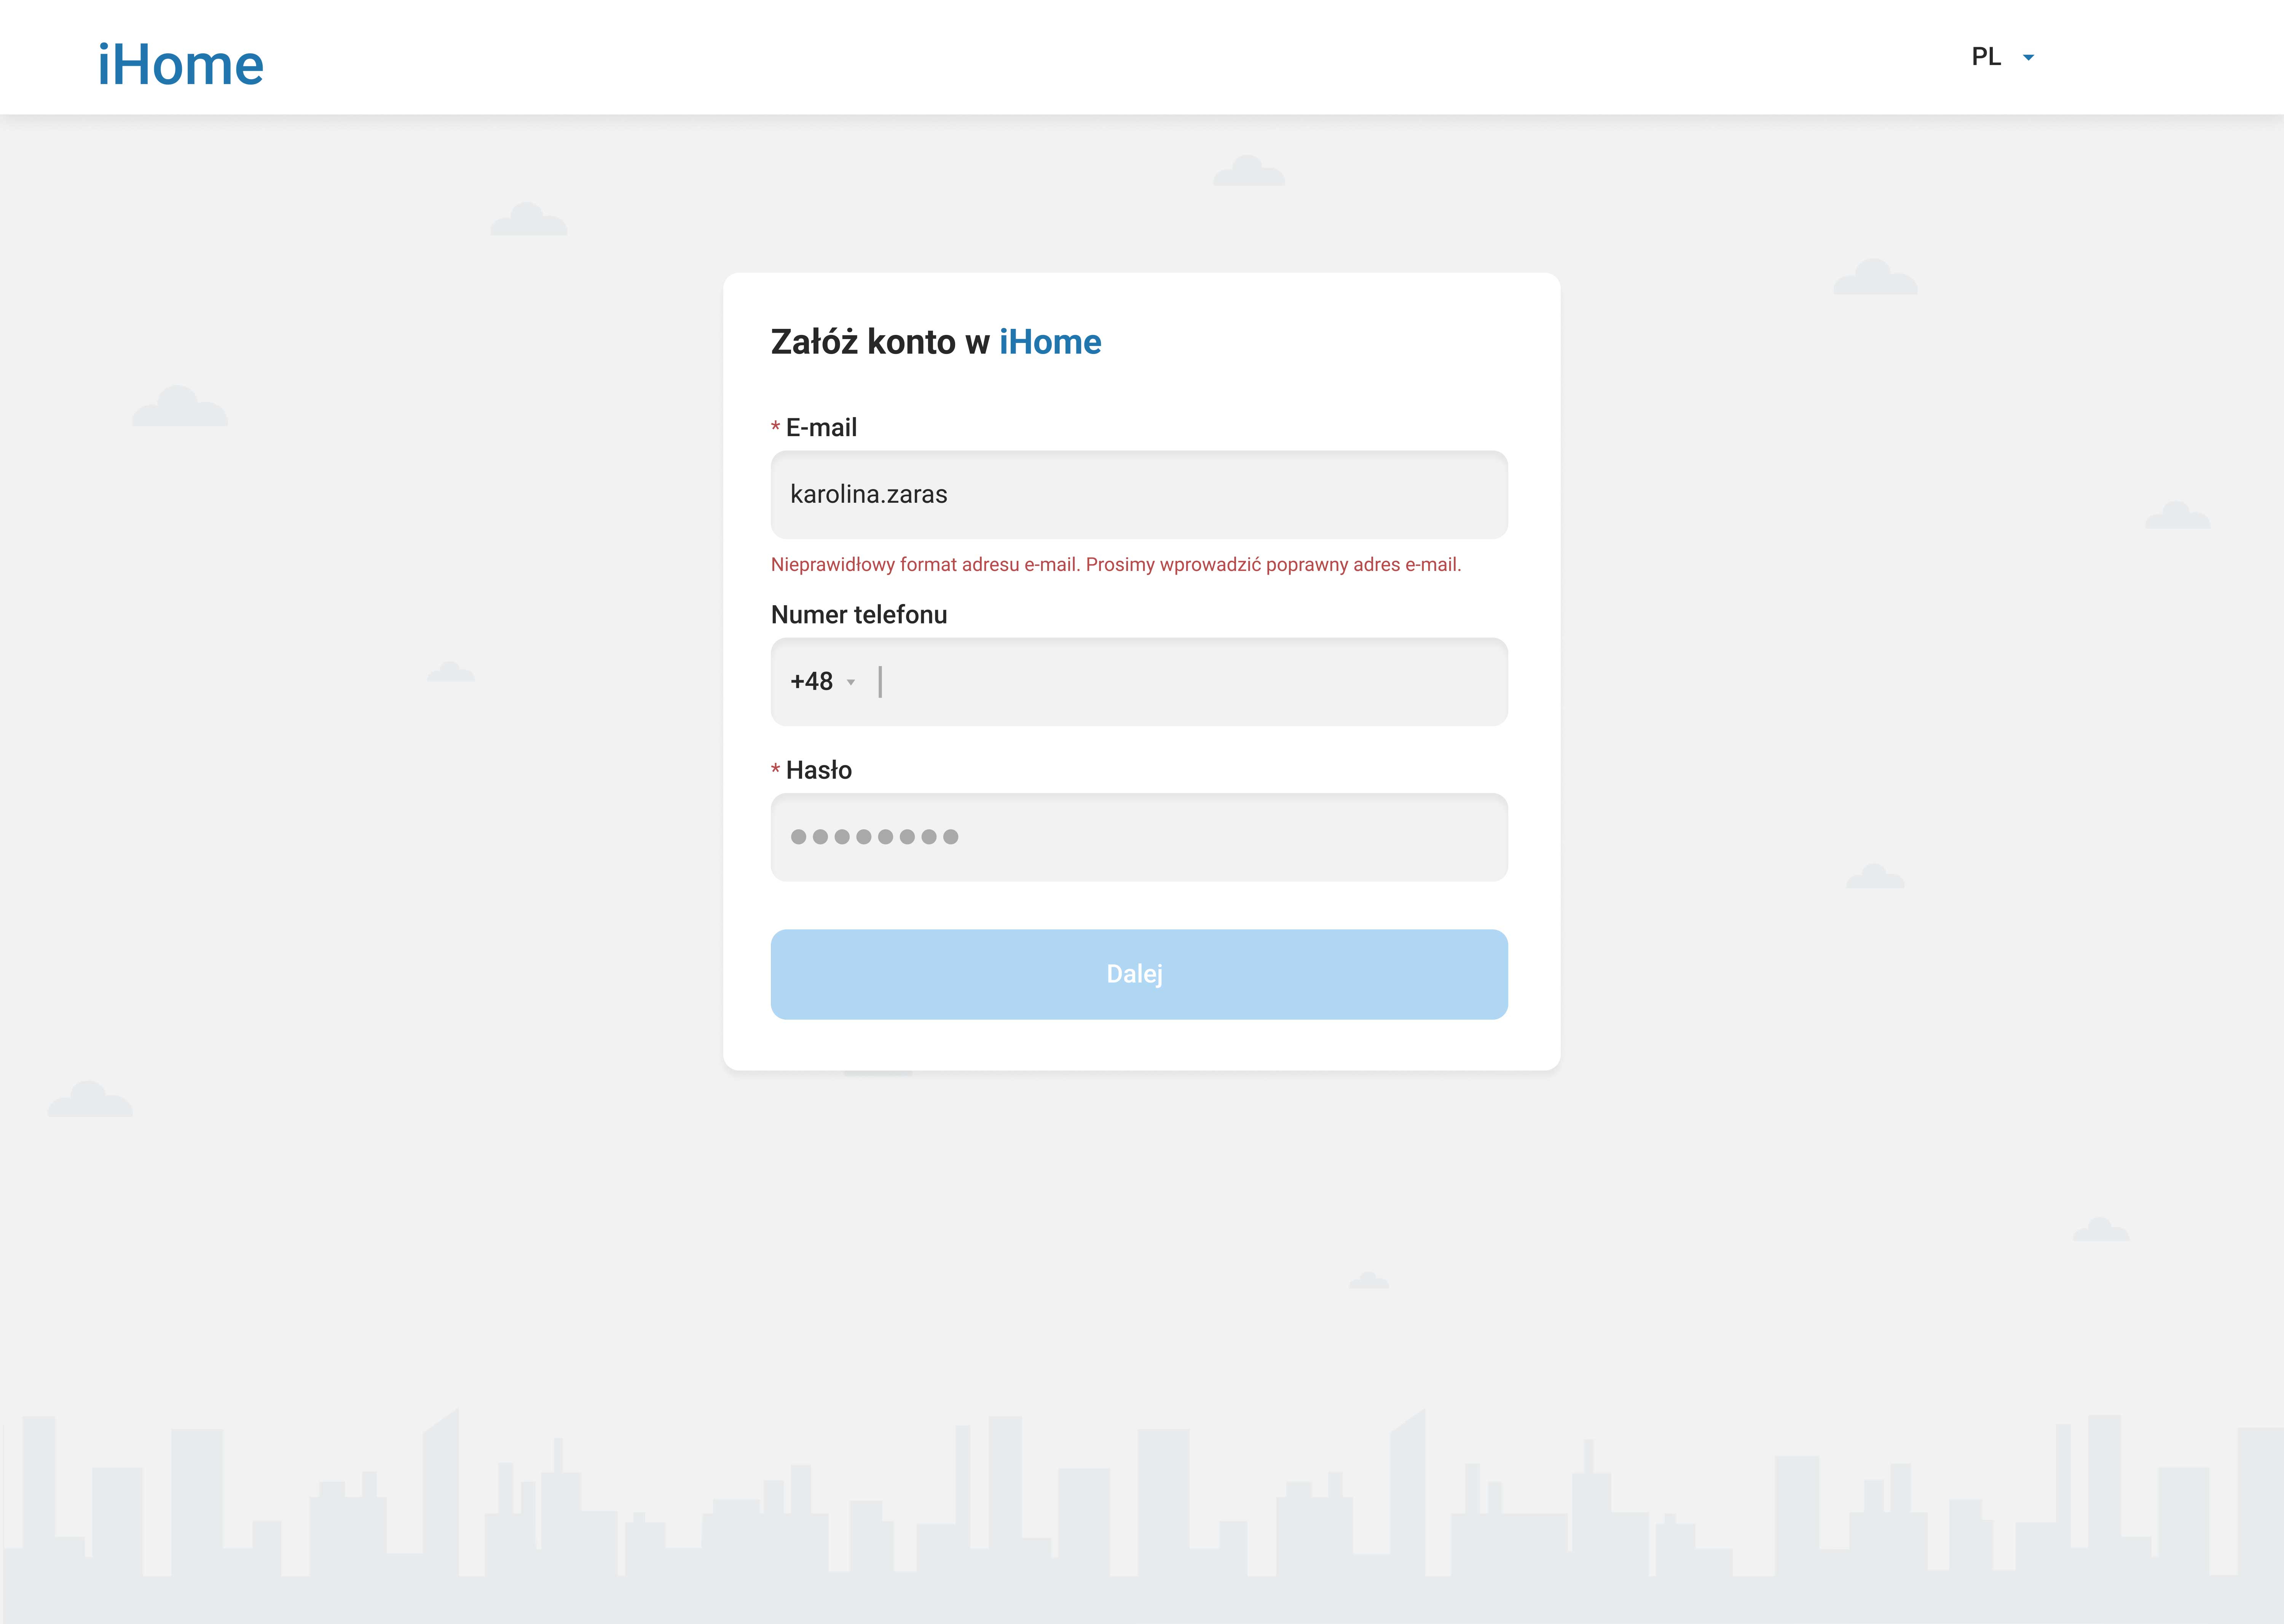 iHome
PL
Załóż konto w iHome
* E-mail
karolina.zaras
Nieprawidłowy format adresu e-mail. Prosimy wprowadzić poprawny adres e-mail.
Numer telefonu
+48
* Hasło
Dalej